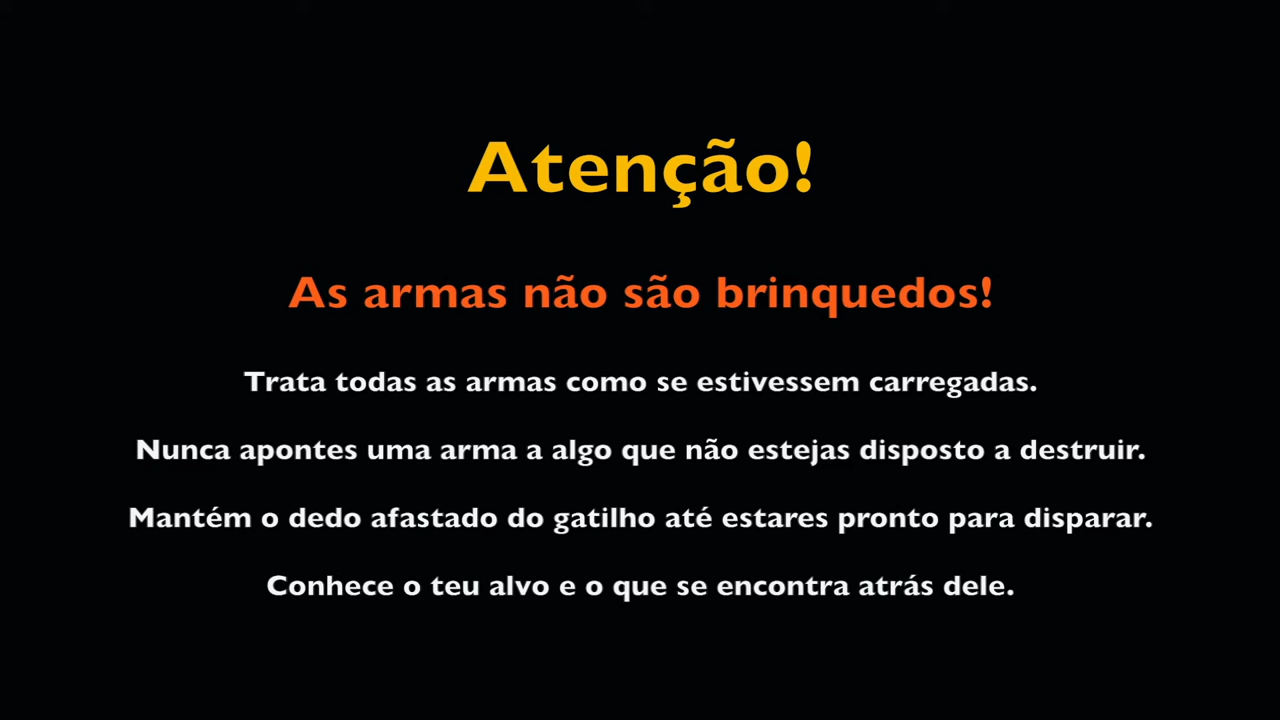 Atenção!
As armas não são brinquedos!
Trata todas as armas como se estivessem carregadas.
Nunca apontes uma arma a algo que não estejas disposto a destruir.
Mantém o dedo afastado do gatilho até estares pronto para disparar.
Conhece o teu alvo e o que se encontra atrás dele.